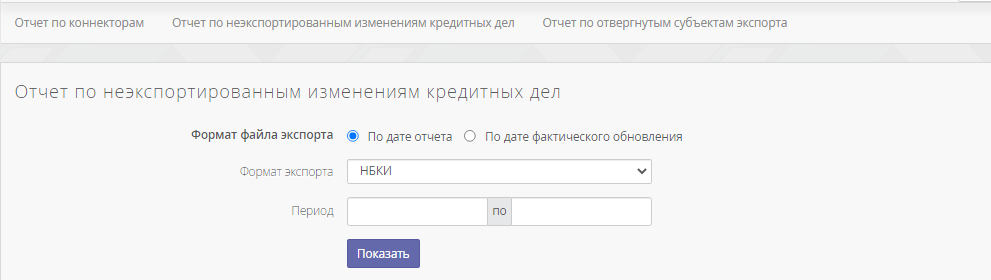 Отчет по коннекторам Отчет по неэкспортированным изменениям кредитных дел Отчет по отвергнутым субъектам экспорта
Отчет по неэкспортированным изменениям кредитных дел
Формат файла экспорта По дате отчета По дате фактического обновления
Формат экспорта НБКИ
Период по
Показать